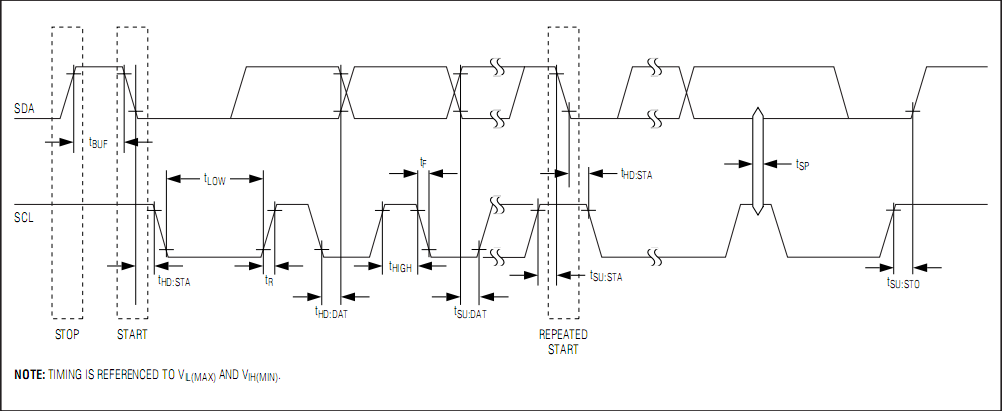 SDA
tBUF
tF
tHD:STA
tSP
tLOW
SCL
tHD:STA
tR
tHIGH
tSU:STA
tSU:STO
tHD:DAT
tSU:DAT
STOP
START
REPEATED
START
NOTE: TIMING IS REFERENCED TO VIL(MAX) AND VIH(MIN).